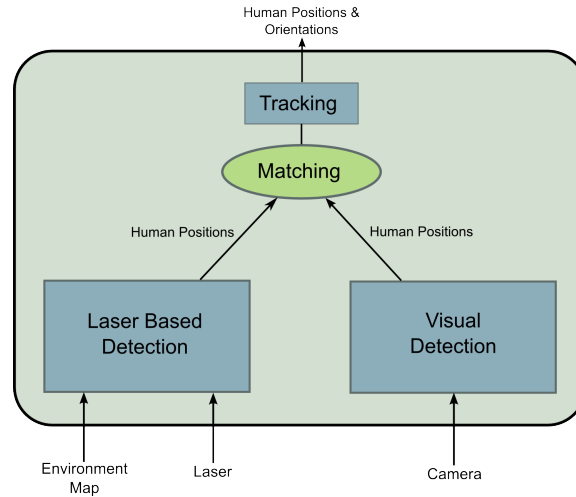 Human Positions &
Orientations
Tracking
Matching
Human Positions
Human Positions
Laser Based
Detection
Visual
Detection
Environment
Map
Laser
Camera